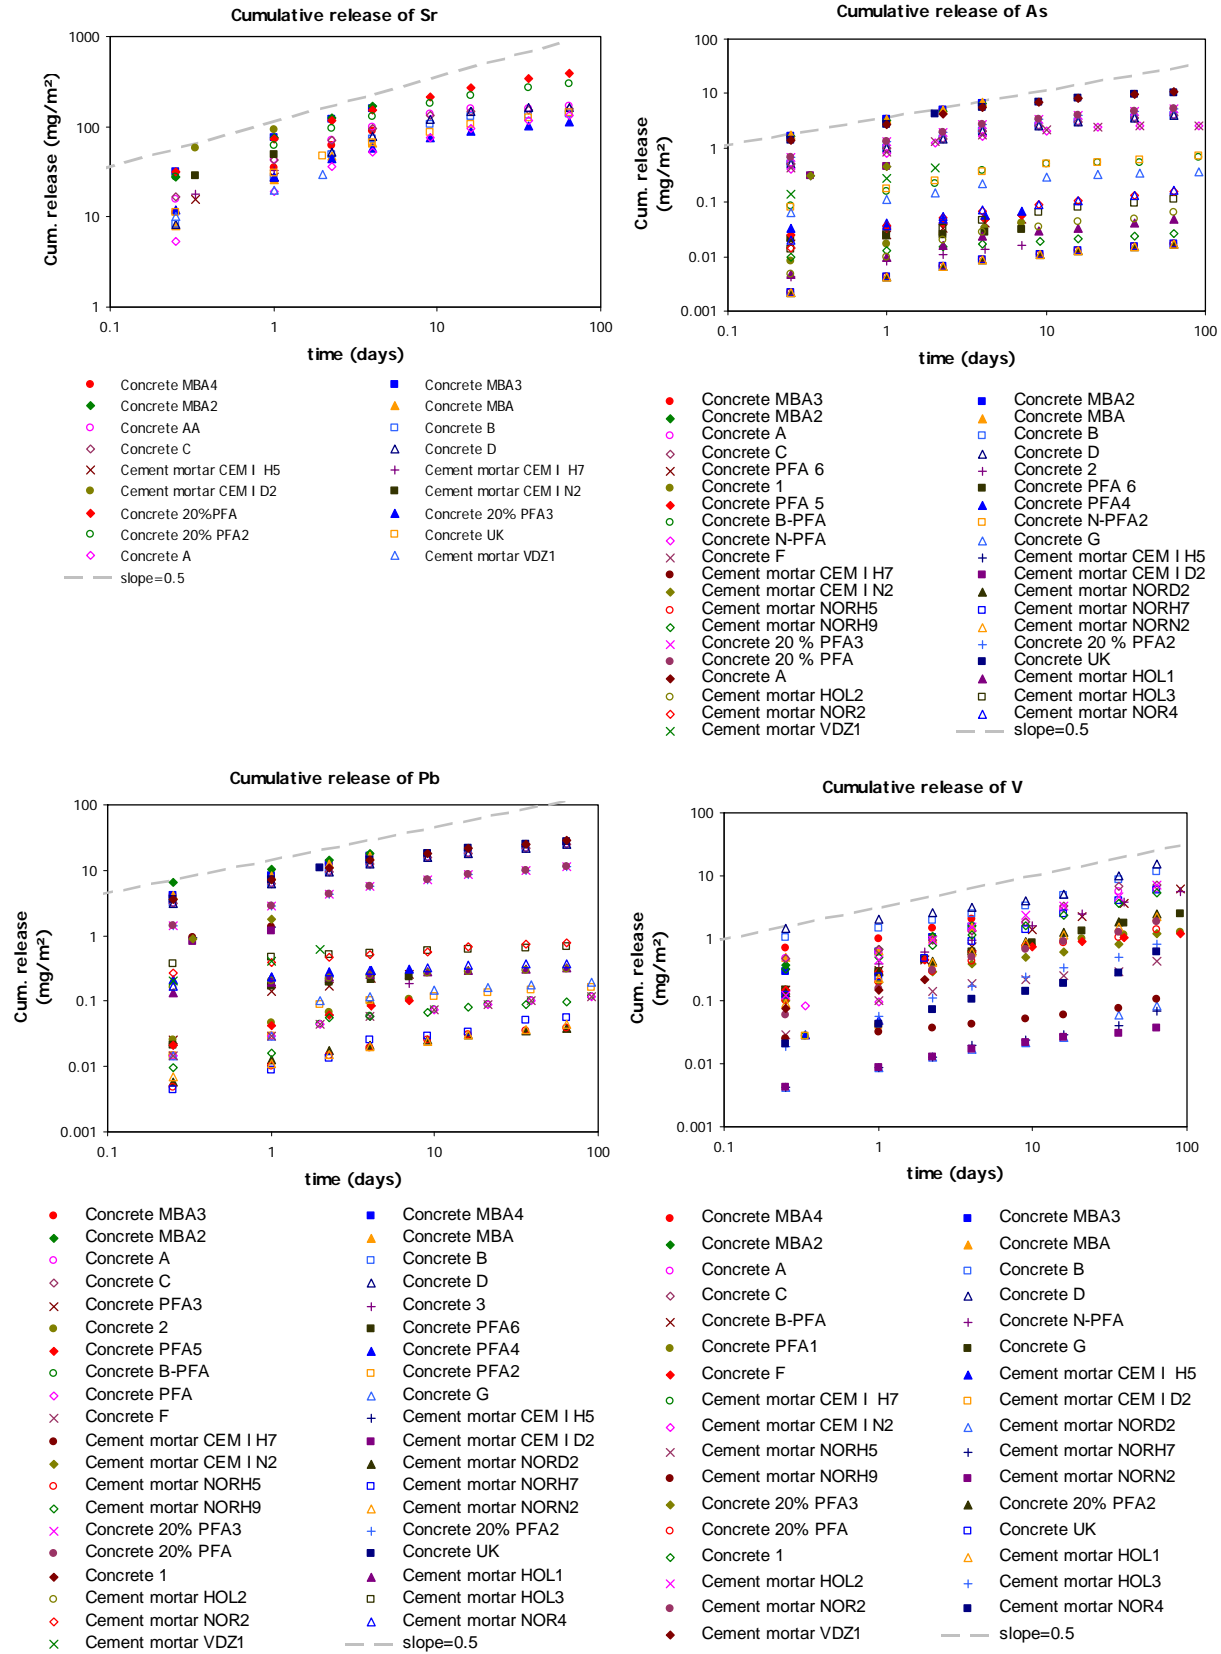 Cumulative release of Sr
Cum. release (mg/m²)
1000
100
10
1
0.1
1
10
100
time (days)
Concrete MBA4
Concrete MBA3
Concrete MBA2
Concrete MBA
Concrete AA
Concrete B
Concrete C
Concrete D
Cement mortar CEM I H5
Cement mortar CEM I H7
Cement mortar CEM I D2
Cement mortar CEM I N2
Concrete 20%PFA
Concrete 20% PFA3
Concrete 20% PFA2
Concrete UK
Concrete A
Cement mortar VDZ1
slope=0.5
Cumulative release of As
Cum. release
(mg/m²)
100
10
1
0.1
0.01
0.001
0.1
1
10
100
time (days)
Concrete MBA3
Concrete MBA2
Concrete MBA2
Concrete MBA
Concrete A
Concrete B
Concrete C
Concrete D
Concrete PFA 6
Concrete 2
Concrete 1
Concrete PFA 6
Concrete PFA 5
Concrete PFA4
Concrete B-PFA
Concrete N-PFA2
Concrete N-PFA
Concrete G
Concrete F
Cement mortar CEM I H5
Cement mortar CEM I H7
Cement mortar CEM I D2
Cement mortar CEM I N2
Cement mortar NORD2
Cement mortar NORH5
Cement mortar NORH7
Cement mortar NORH9
Cement mortar NORN2
Concrete 20 % PFA3
Concrete 20 % PFA2
Concrete 20 % PFA
Concrete UK
Concrete A
Cement mortar HOL1
Cement mortar HOL2
Cement mortar HOL3
Cement mortar NOR2
Cement mortar NOR4
Cement mortar VDZ1
slope=0.5
Cumulative release of Pb
Cum. release
(mg/m²)
100
10
1
0.1
0.01
0.001
0.1
1
10
100
time (days)
Concrete MBA3
Concrete MBA4
Concrete MBA2
Concrete MBA
Concrete A
Concrete B
Concrete C
Concrete D
Concrete PFA3
Concrete 3
Concrete 2
Concrete PFA6
Concrete PFA5
Concrete PFA4
Concrete B-PFA
Concrete PFA2
Concrete PFA
Concrete G
Concrete F
Cement mortar CEM I H5
Cement mortar CEM I H7
Cement mortar CEM I D2
Cement mortar CEM I N2
Cement mortar NORD2
Cement mortar NORH5
Cement mortar NORH7
Cement mortar NORH9
Cement mortar NORN2
Concrete 20% PFA3
Concrete 20% PFA2
Concrete 20% PFA
Concrete UK
Concrete 1
Cement mortar HOL1
Cement mortar HOL2
Cement mortar HOL3
Cement mortar NOR2
Cement mortar NOR4
Cement mortar VDZ1
slope=0.5
Cumulative release of V
Cum. release
(mg/m²)
100
10
1
0.1
0.01
0.001
0.1
1
10
100
time (days)
Concrete MBA4
Concrete MBA3
Concrete MBA2
Concrete MBA
Concrete A
Concrete B
Concrete C
Concrete D
Concrete B-PFA
Concrete N-PFA
Concrete PFA1
Concrete G
Concrete F
Cement mortar CEM I H5
Cement mortar CEM I H7
Cement mortar CEM I D2
Cement mortar CEM I N2
Cement mortar NORD2
Cement mortar NORH5
Cement mortar NORH7
Cement mortar NORH9
Cement mortar NORN2
Concrete 20% PFA3
Concrete 20% PFA2
Concrete 20% PFA
Concrete UK
Concrete 1
Cement mortar HOL1
Cement mortar HOL2
Cement mortar HOL3
Cement mortar NOR2
Cement mortar NOR4
Cement mortar VDZ1
slope=0.5